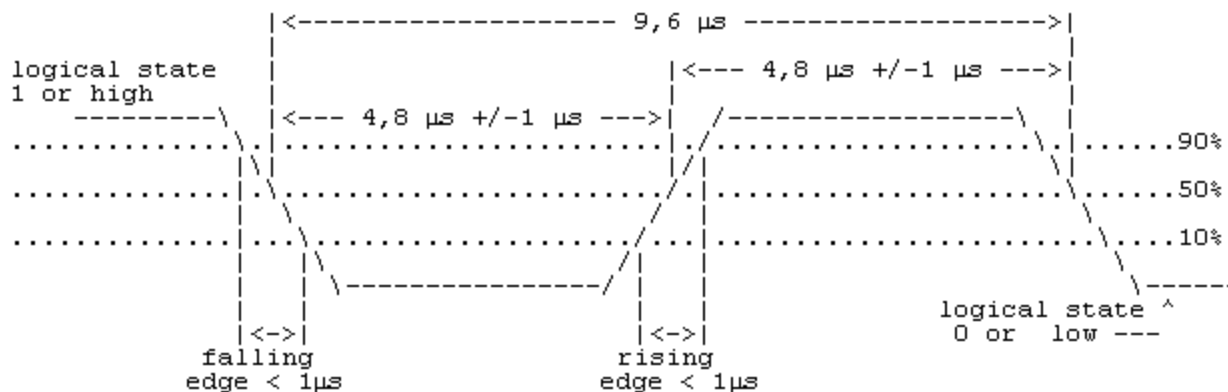 |<--------------------- 9,6 µs --------------------->|
logical state
|<--- 4,8 µs +/-1 µs --->|
1 or high
|<--- 4,8 µs +/-1 µs --->|
90%
50%
10%
logical state ^
|<->| |<->| 0 or low ---
falling rising
edge < 1µs edge < 1µs